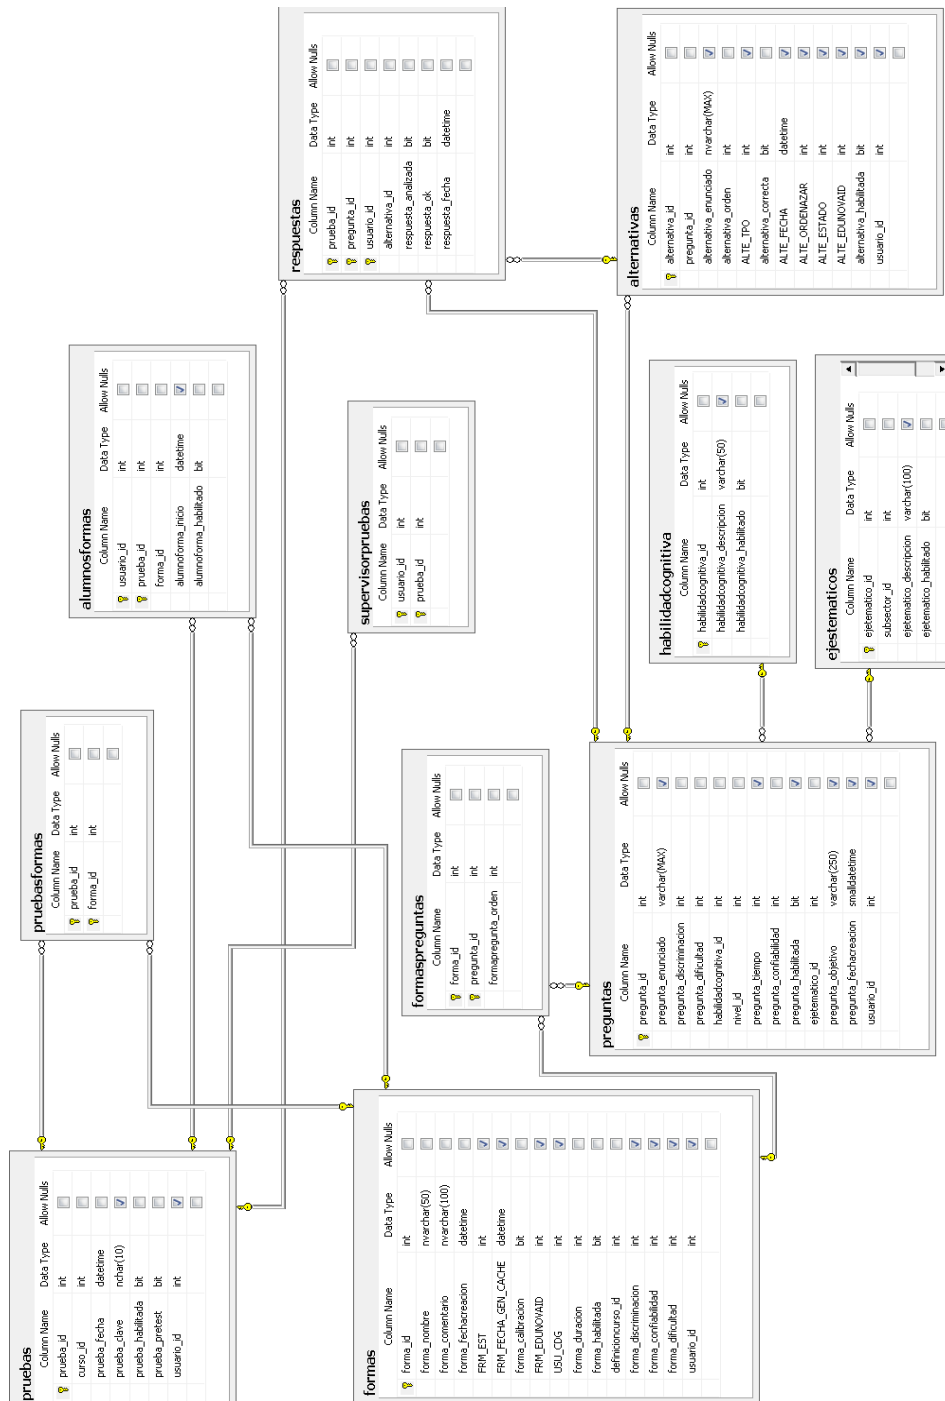 respuestas
Column Name Data Type Allow Nulls
prueba_id int
pregunta_id int
usuario_id int
alternativa_id int
respuesta_analizada bit
respuesta_ok bit
respuesta_fecha datetime
alternativas
Column Name Data Type Allow Nulls
alternativa_id int
pregunta_id int
alternativa_enunciado nvarchar(MAX)
alternativa_orden int
ALTE_TPO int
alternativa_correcta bit
ALTE_FECHA datetime
ALTE_ORDENAZAR int
ALTE_ESTADO int
ALTE_EDUNOVAID int
alternativa_habilitada bit
usuario_id int
alumnosformas
Column Name Data Type Allow Nulls
usuario_id int
prueba_id int
forma_id int
alumnoforma_inicio datetime
alumnoforma_habilitado bit
supervisorpruebas
Column Name Data Type Allow Nulls
usuario_id int
prueba_id int
habilidadcognitiva
Column Name Data Type Allow Nulls
habilidadcognitiva_id int
habilidadcognitiva_descripcion varchar(50)
habilidadcognitiva_habilitado bit
ejestematicos
Column Name Data Type Allow Nulls
ejetematico_id int
subsector_id int
ejetematico_descripcion varchar(100)
ejetematico_habilitado bit
pruebasformas
Column Name Data Type Allow Nulls
prueba_id int
forma_id int
formaspreguntas
Column Name Data Type Allow Nulls
forma_id int
pregunta_id int
formapregunta_orden int
preguntas
Column Name Data Type Allow Nulls
pregunta_id int
pregunta_enunciado varchar(MAX)
pregunta_discriminacion int
pregunta_dificultad int
habilidadcognitiva_id int
nivel_id int
pregunta_tiempo int
pregunta_confiabilidad int
pregunta_habilitada bit
ejetematico_id int
pregunta_objetivo varchar(250)
pregunta_fechacreacion smalldatetime
usuario_id int
pruebas
Column Name Data Type Allow Nulls
prueba_id int
curso_id int
prueba_fecha datetime
prueba_clave nchar(10)
prueba_habilitada bit
prueba_pretest bit
usuario_id int
formas
Column Name Data Type Allow Nulls
forma_id int
forma_nombre nvarchar(50)
forma_comentario nvarchar(100)
forma_fechacreacion datetime
FRM_EST int
FRM_FECHA_GEN_CACHE datetime
forma_calibracion bit
FRM_EDUNOVAID int
USU_CDG int
forma_duracion int
forma_habilitada bit
definicioncurso_id int
forma_discriminacion int
forma_confiabilidad int
forma_dificultad int
usuario_id int